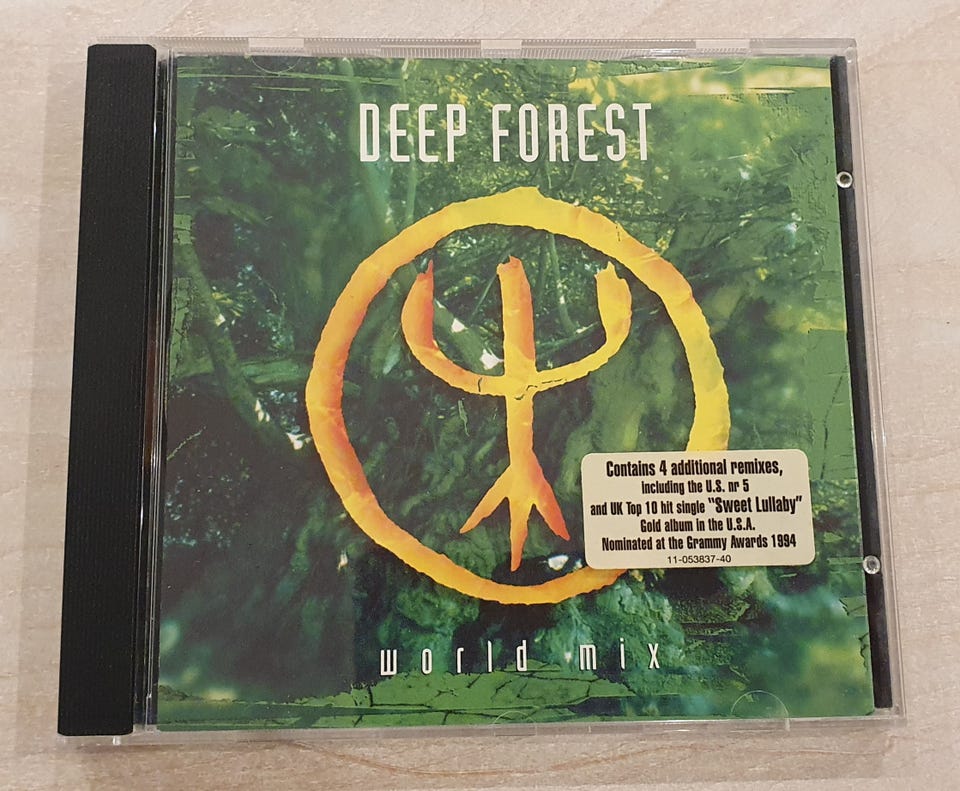 DEEP FOREST
Contains 4 additional remixes,
including the U.S. nr 5
and UK Top 10 hit single "Sweet Lullaby"
Gold album in the U.S.A.
Nominated at the Grammy Awards 1994
11-053837-40
world mix